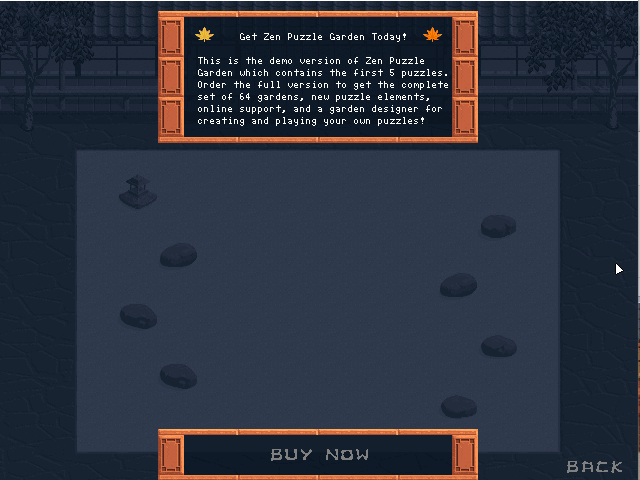 Get Zen Puzzle Garden Today!
This is the demo version of Zen Puzzle
Garden which contains the first 5 puzzles.
Order the full version to get the complete
set of 64 gardens, new puzzle elements,
online support, and a garden designer for
creating and playing your own puzzles!
BUY NOW
BACK